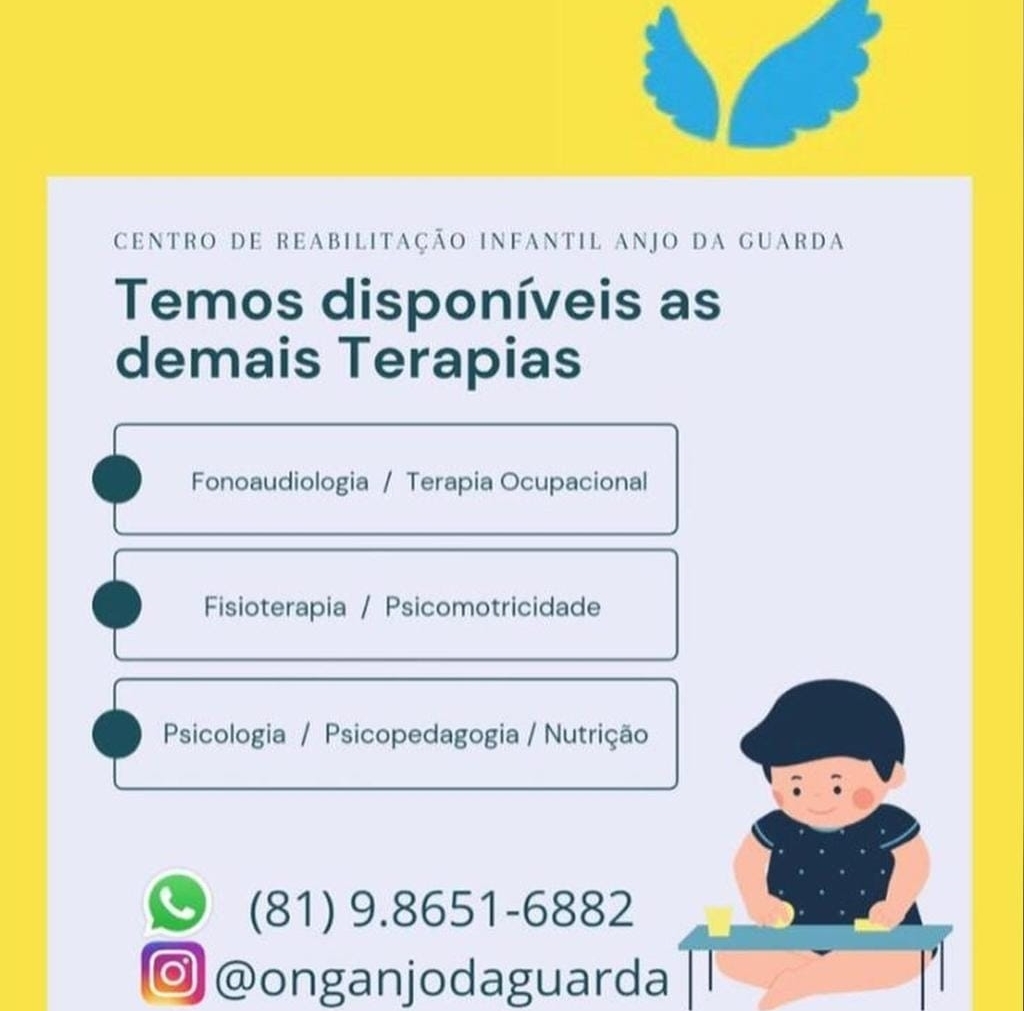 CENTRO DE REABILITAÇÃO INFANTIL ANJO DA GUARDA
Temos disponíveis as
demais Terapias
Fonoaudiologia / Terapia Ocupacional
Fisioterapia / Psicomotricidade
Psicologia / Psicopedagogia / Nutrição
(81) 9.8651-6882
@onganjodaguarda